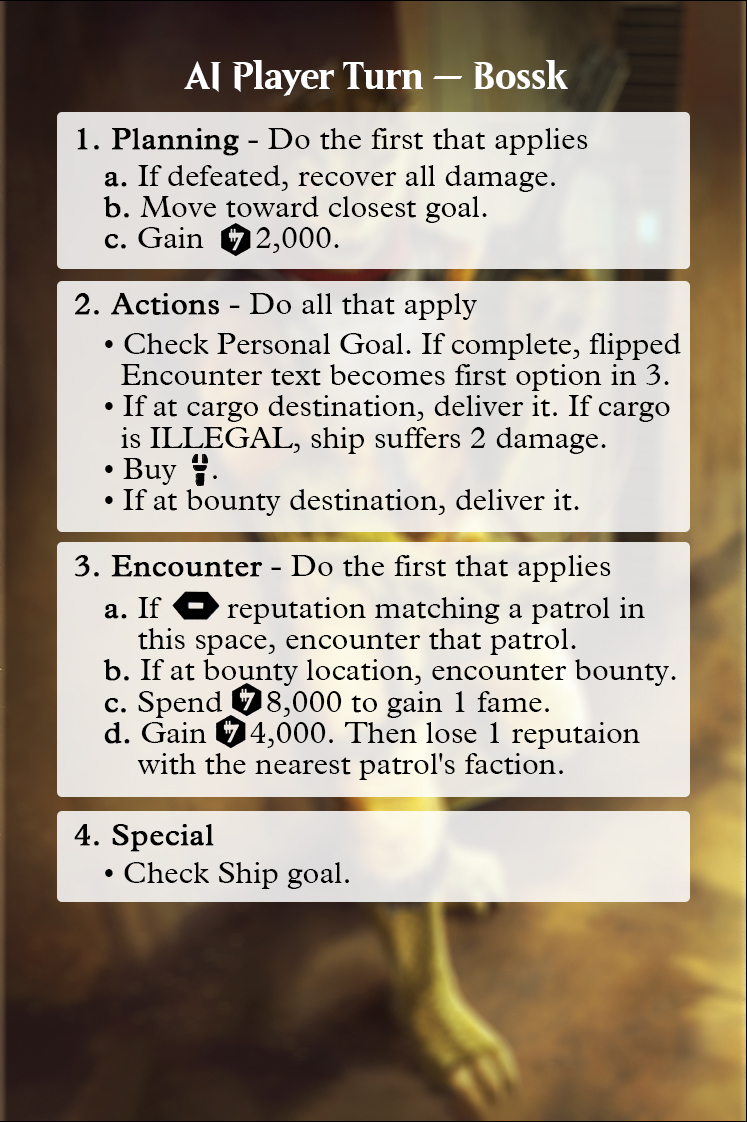 AI Player Turn — Bossk
1. Planning - Do the first that applies
a. If defeated, recover all damage.
b. Move toward closest goal.
c. Gain 2,000.
2. Actions - Do all that apply
• Check Personal Goal. If complete, flipped
Encounter text becomes first option in 3.
• If at cargo destination, deliver it. If cargo
is ILLEGAL, ship suffers 2 damage.
• Buy .
• If at bounty destination, deliver it.
3. Encounter - Do the first that applies
a. If reputation matching a patrol in
this space, encounter that patrol.
b. If at bounty location, encounter bounty.
c. Spend 8,000 to gain 1 fame.
d. Gain 4,000. Then lose 1 reputaion
with the nearest patrol's faction.
4. Special
• Check Ship goal.